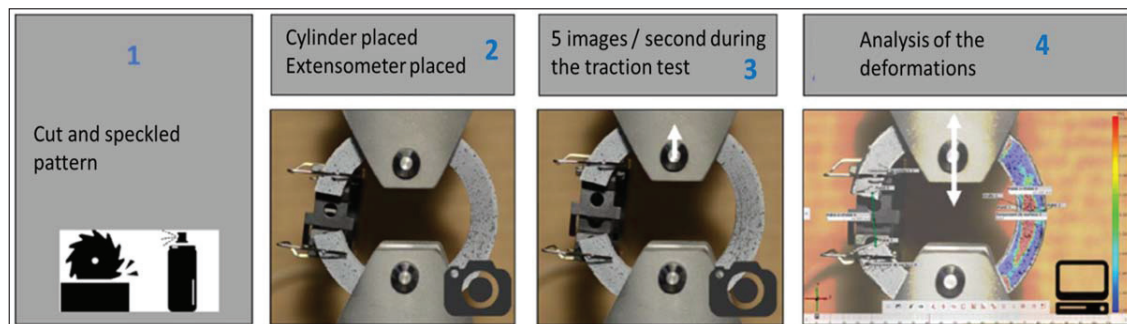 1
Cut and speckled
pattern
Cylinder placed
Extensometer placed
2
5 images / second during
the traction test
3
Analysis of the
deformations
4